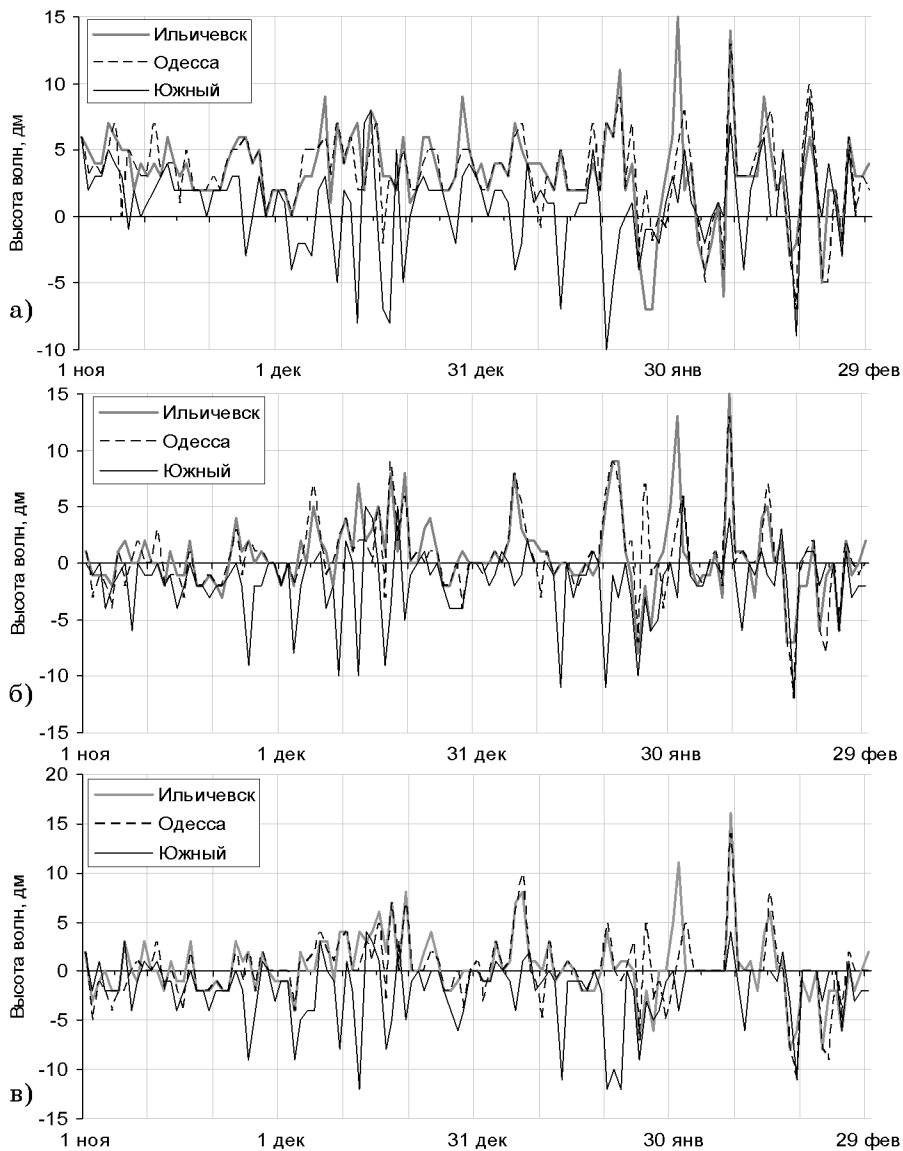 а)
Высота волн, дм
15
10
5
0
-5
-10
Ильичевск
Одесса
Южный
1 ноя 1 дек 31 дек 30 янв 29 фев
б)
Высота волн, дм
15
10
5
0
-5
-10
-15
Ильичевск
Одесса
Южный
1 ноя 1 дек 31 дек 30 янв 29 фев
в)
Высота волн, дм
20
15
10
5
0
-5
-10
-15
Ильичевск
Одесса
Южный
1 ноя 1 дек 31 дек 30 янв 29 фев